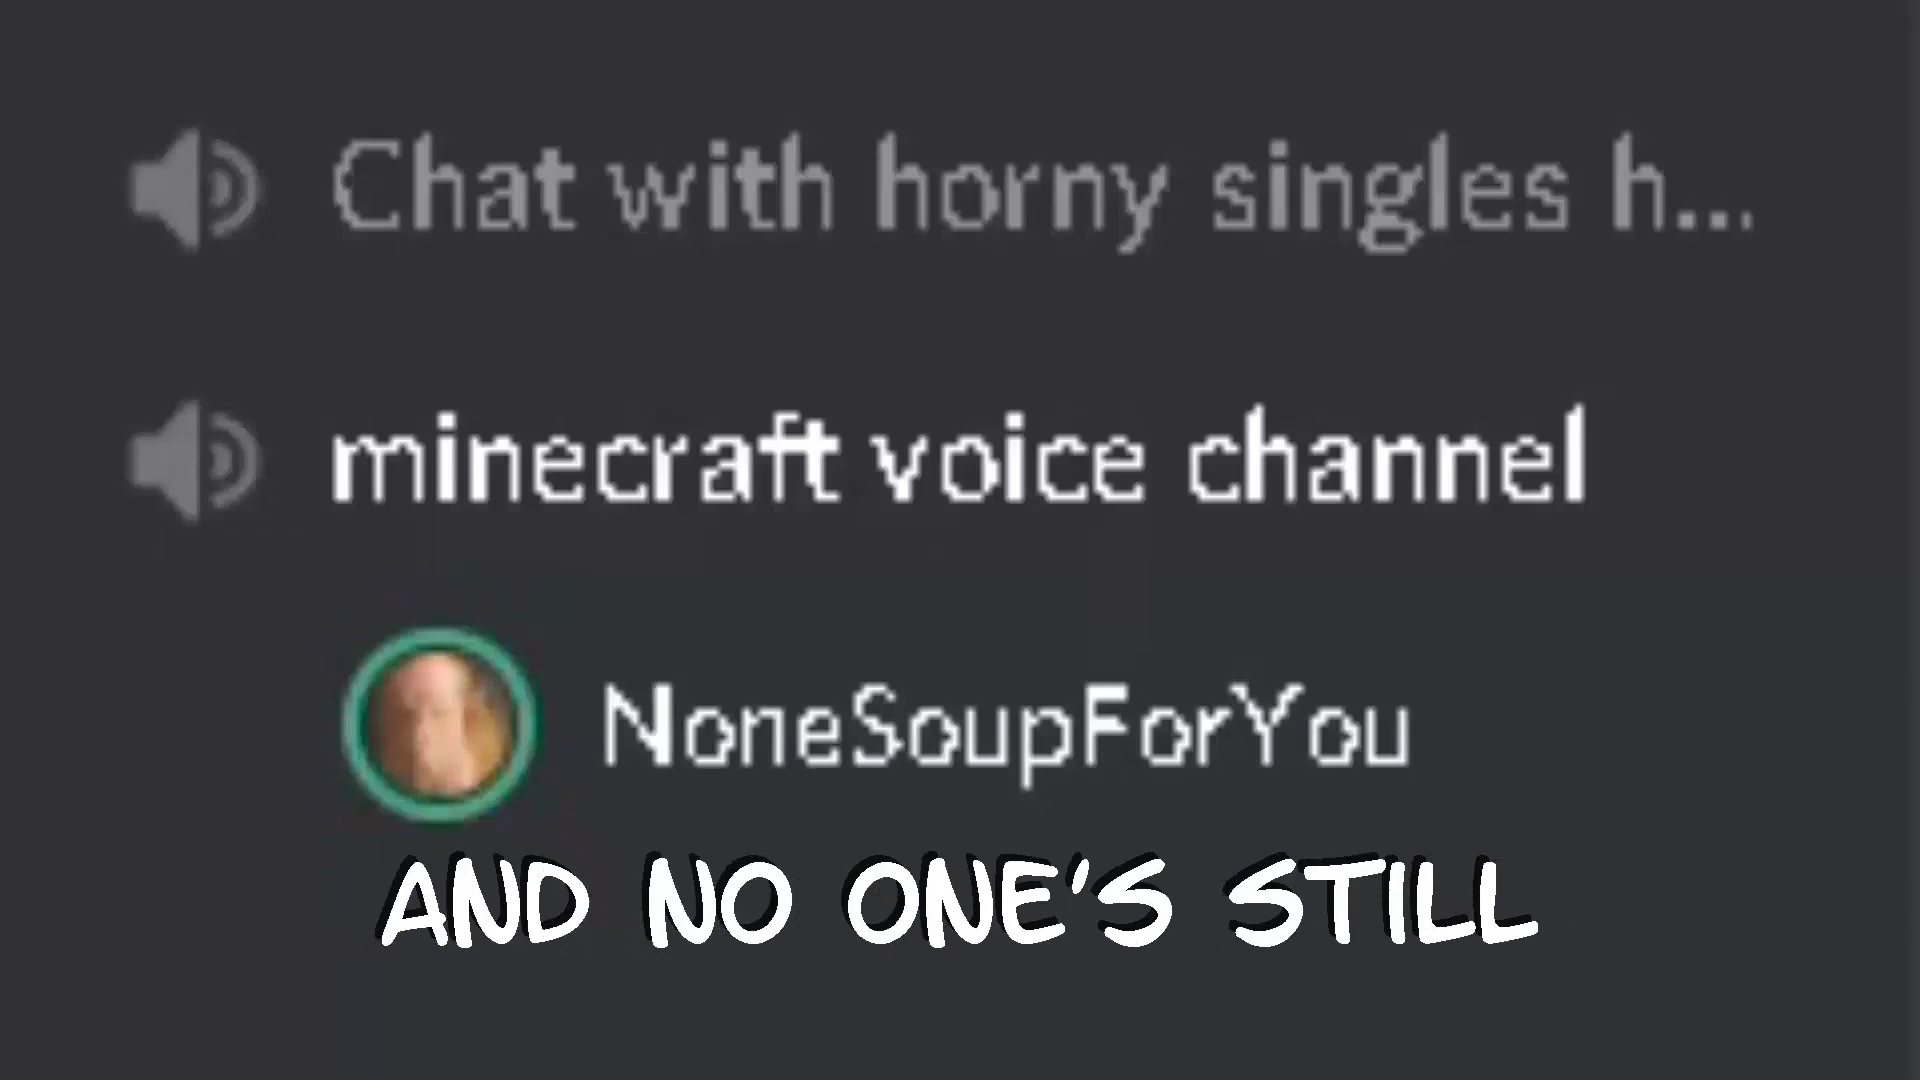 Chat with horny singles h...
minecraft voice channel
NoneSoupForYou
AND NO ONE'S STILL